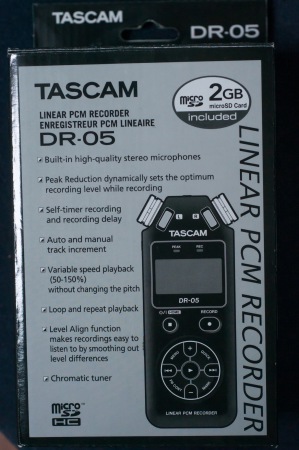 TASCAM
DR-05
TASCAM
LINEAR PCM RECORDER
ENREGISTREUR PCM LINEAIRE
DR-05
micro SD
2GB
microSD Card
included
Built-in high-quality stereo microphones
Peak Reduction dynamically sets the optimum
recording level while recording
Self-timer recording
and recording delay
Auto and manual
track increment
Variable speed playback
(50-150%)
without changing the pitch
Loop and repeat playback
Level Align function
makes recordings easy to
listen to by smoothing out
level differences
Chromatic tuner
micro SD
HC
LINEAR PCM RECORDER
L R
TASCAM
PEAK REC
DR-05
HOME
RECORD
MENU
QUICK
MARK
LINEAR PCM RECORDER